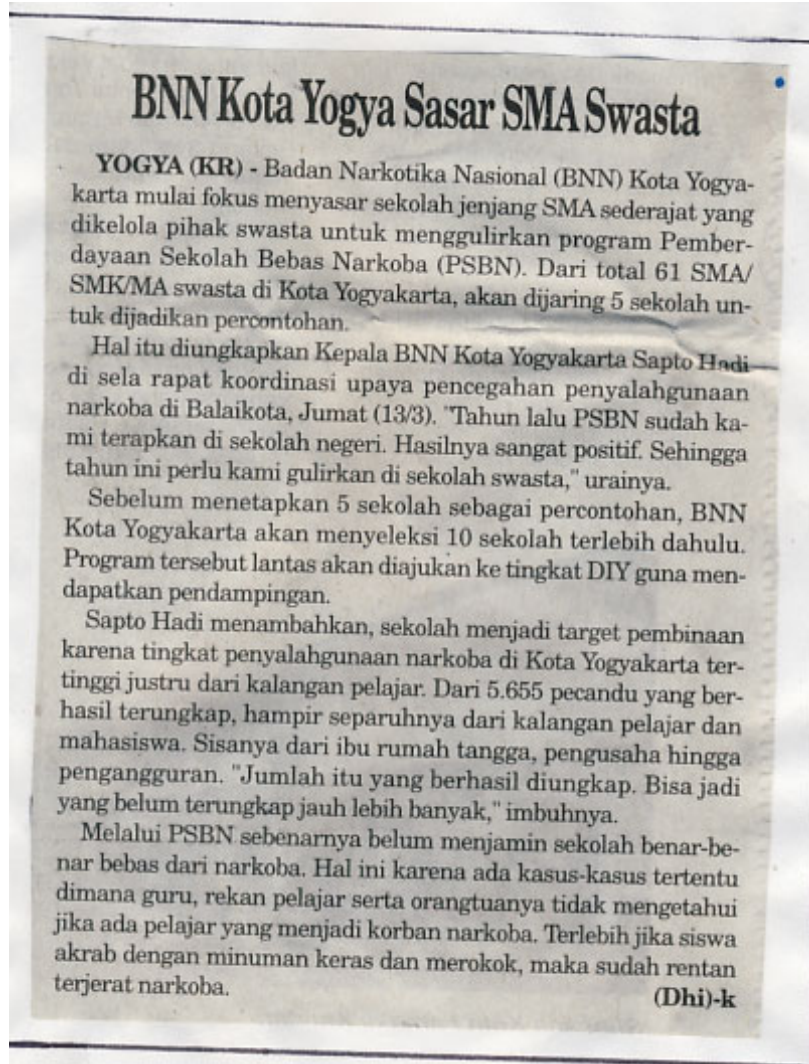 BNN Kota Yogya Sasar SMA Swasta
YOGYA (KR) - Badan Narkotika Nasional (BNN) Kota Yogya-
karta mulai fokus menyasar sekolah jenjang SMA sederajat yang
dikelola pihak swasta untuk menggulirkan program Pember-
dayaan Sekolah Bebas Narkoba (PSBN). Dari total 61 SMA/
SMK/MA swasta di Kota Yogyakarta, akan dijaring 5 sekolah un-
tuk dijadikan percontohan.
Hal itu diungkapkan Kepala BNN Kota Yogyakarta Sapto Hadi
di sela rapat koordinasi upaya pencegahan penyalahgunaan
narkoba di Balaikota, Jumat (13/3). "Tahun lalu PSBN sudah ka-
mi terapkan di sekolah negeri. Hasilnya sangat positif. Sehingga
tahun ini perlu kami gulirkan di sekolah swasta," urainya.
Sebelum menetapkan 5 sekolah sebagai percontohan, BNN
Kota Yogyakarta akan menyeleksi 10 sekolah terlebih dahulu.
Program tersebut lantas akan diajukan ke tingkat DIY guna men-
dapatkan pendampingan.
Sapto Hadi menambahkan, sekolah menjadi target pembinaan
karena tingkat penyalahgunaan narkoba di Kota Yogyakarta ter-
tinggi justru dari kalangan pelajar. Dari 5.655 pecandu yang ber-
hasil terungkap, hampir separuhnya dari kalangan pelajar dan
mahasiswa. Sisanya dari ibu rumah tangga, pengusaha hingga
pengangguran. "Jumlah itu yang berhasil diungkap. Bisa jadi
yang belum terungkap jauh lebih banyak," imbuhnya.
Melalui PSBN sebenarnya belum menjamin sekolah benar-be-
nar bebas dari narkoba. Hal ini karena ada kasus-kasus tertentu
dimana guru, rekan pelajar serta orangtuanya tidak mengetahui
jika ada pelajar yang menjadi korban narkoba. Terlebih jika siswa
akrab dengan minuman keras dan merokok, maka sudah rentan
terjerat narkoba. (Dhi)-k